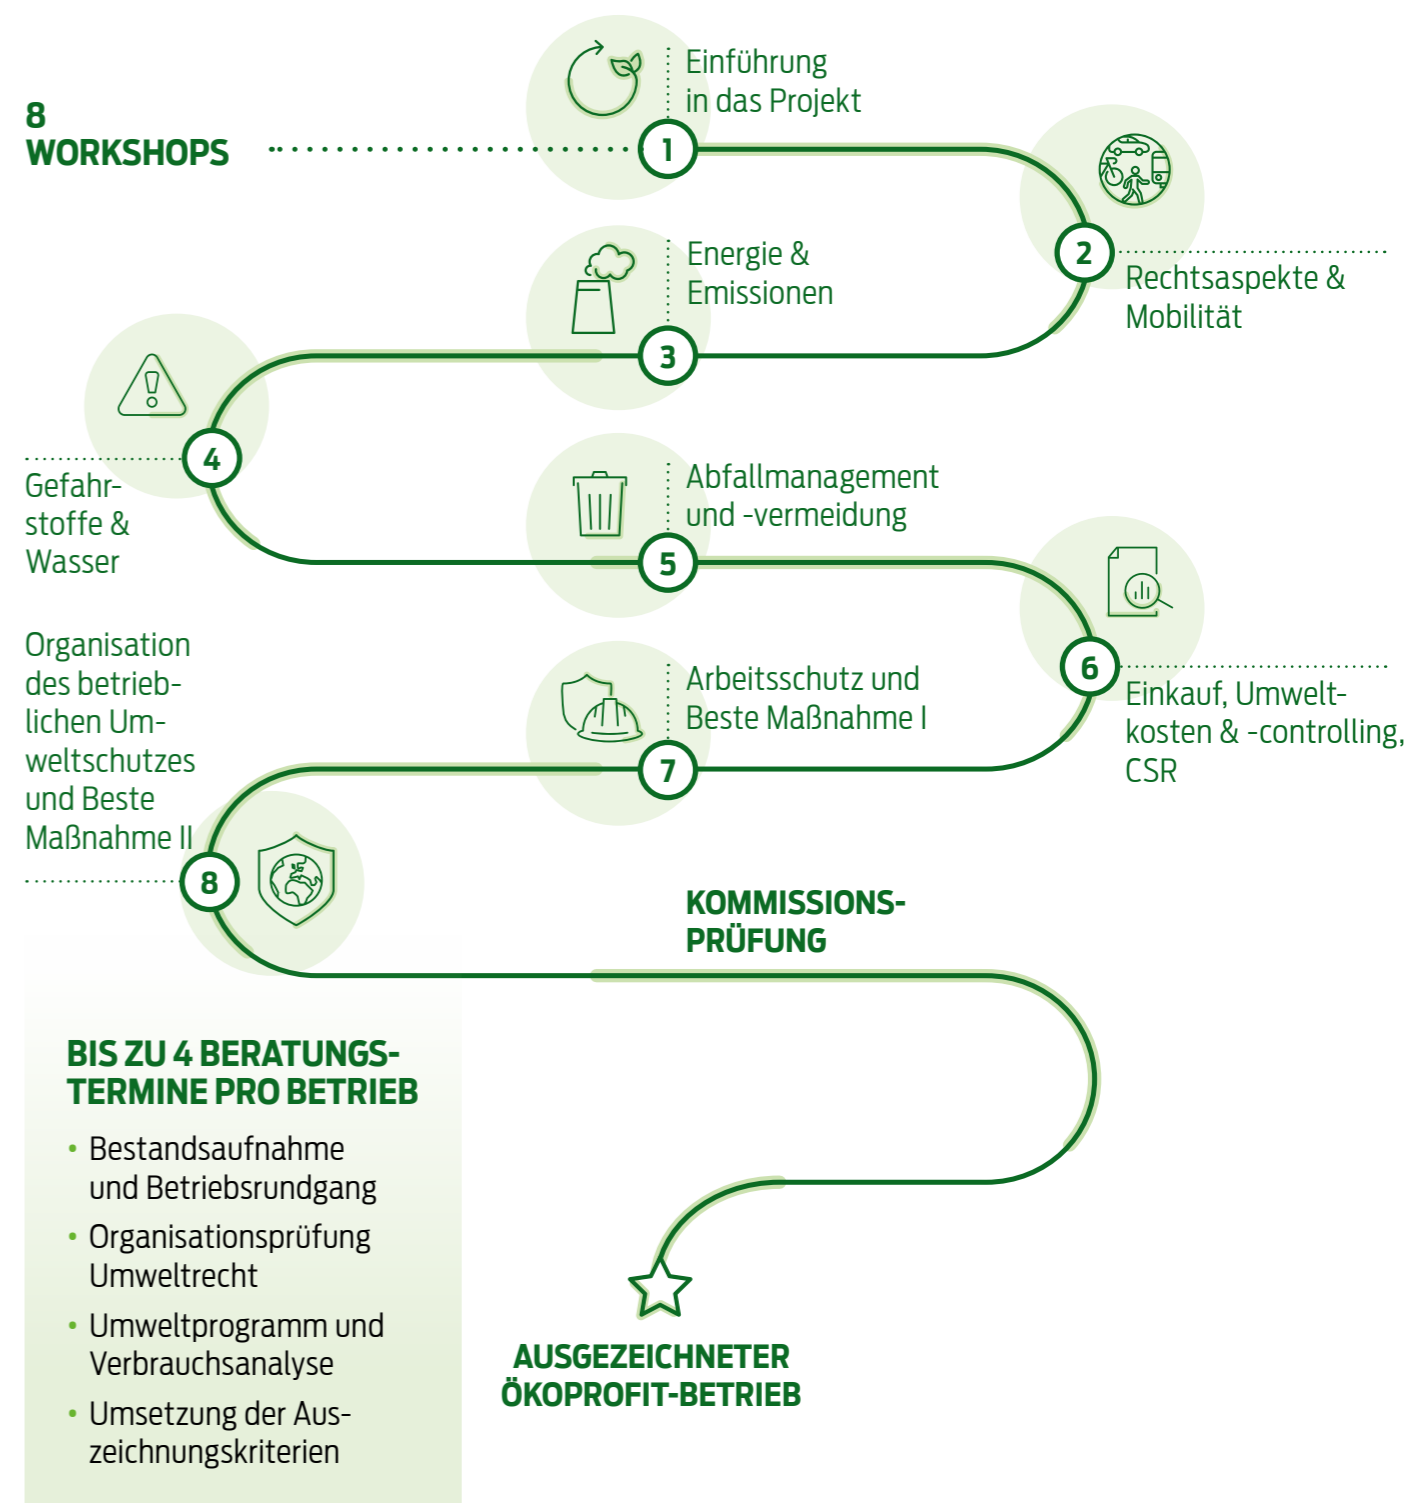 8
WORKSHOPS
1
Einführung
in das Projekt
2
Rechtsaspekte &
Mobilität
3
Energie &
Emissionen
4
Gefahr-
stoffe &
Wasser
5
Abfallmanagement
und -vermeidung
6
Einkauf, Umwelt-
kosten & -controlling,
CSR
7
Arbeitsschutz und
Beste Maßnahme I
8
Organisation
des betrieb-
lichen Um-
weltschutzes
und Beste
Maßnahme II
KOMMISSIONS-
PRÜFUNG
BIS ZU 4 BERATUNGS-
TERMINE PRO BETRIEB
• Bestandsaufnahme
und Betriebsrundgang
• Organisationsprüfung
Umweltrecht
• Umweltprogramm und
Verbrauchsanalyse
• Umsetzung der Aus-
zeichnungskriterien
AUSGEZEICHNETER
ÖKOPROFIT-BETRIEB